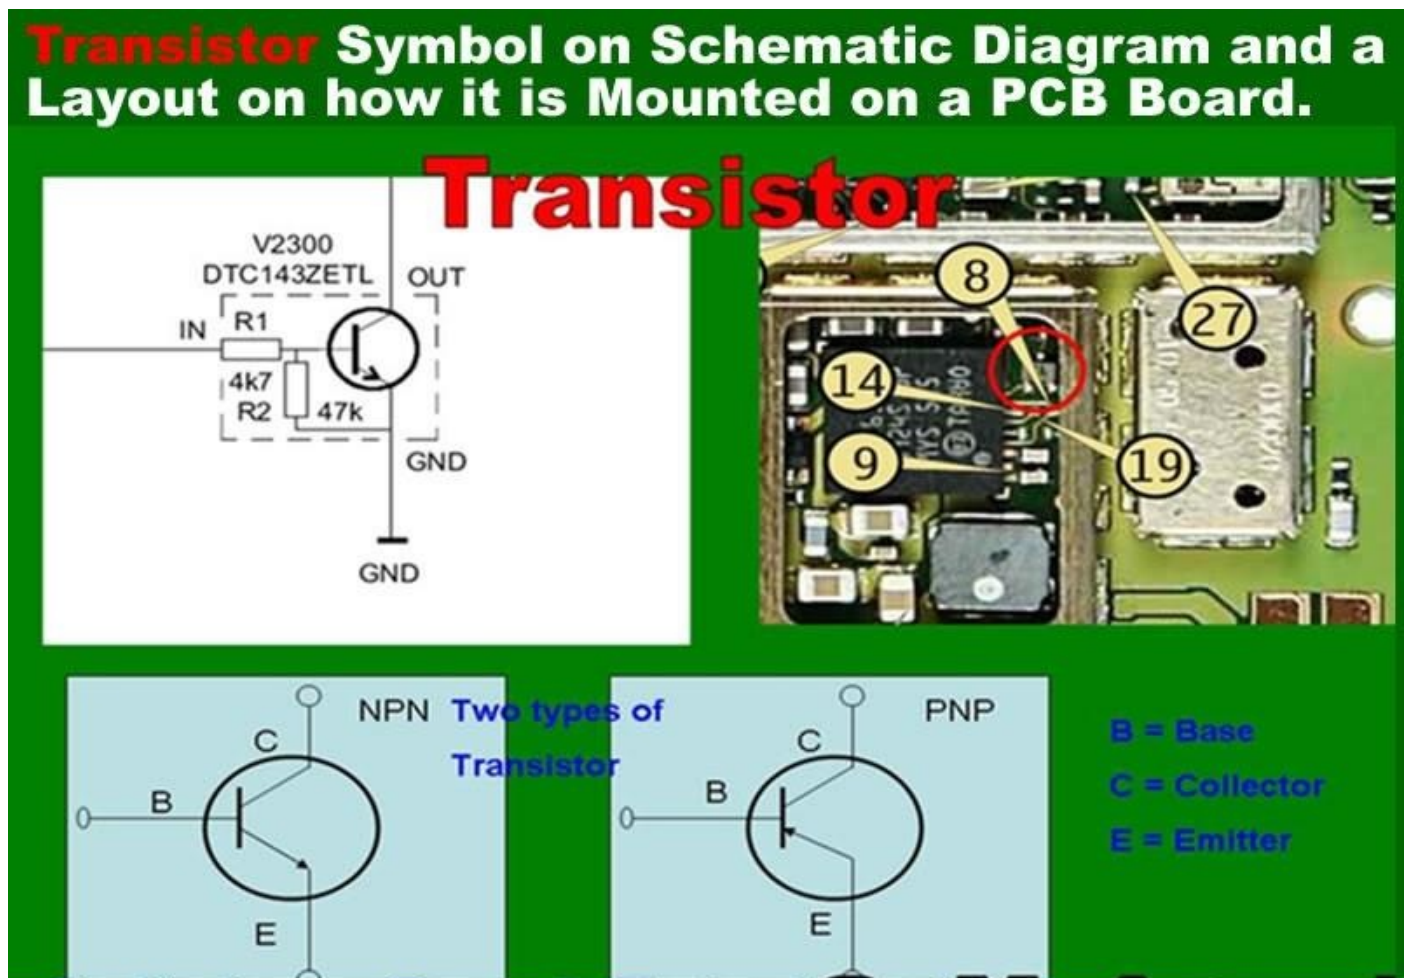 Transistor Symbol on Schematic Diagram and a
Layout on how it is Mounted on a PCB Board.
Transistor
V2300
DTC143ZETL
OUT
IN
R1
4k7
R2
47k
GND
GND
8
27
14
9
19
NPN
Two types of
Transistor
C
B
E
PNP
C
B
E
B = Base
C = Collector
E = Emitter